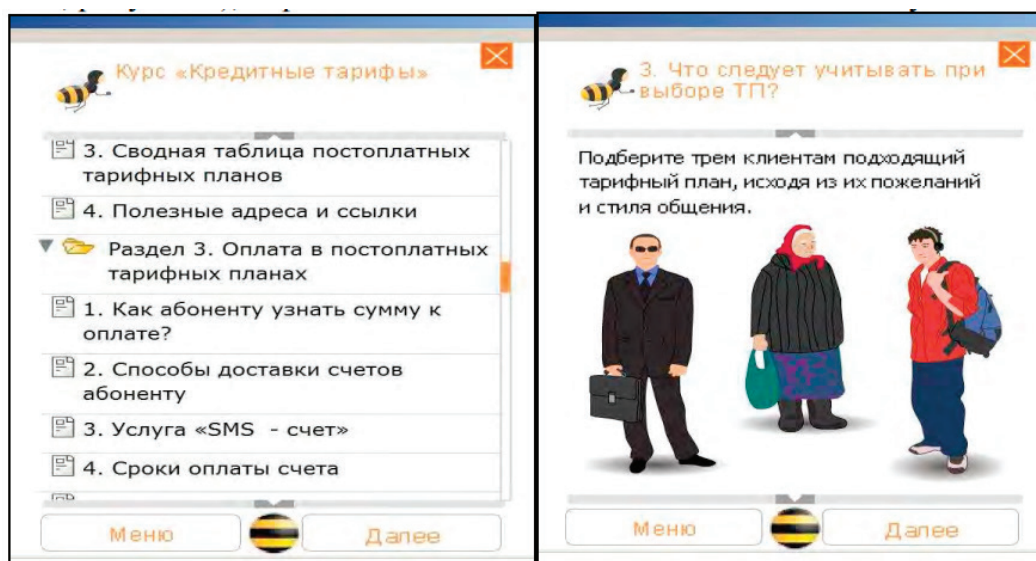 Курс «Кредитные тарифы»
3. Сводная таблица постоплатных
тарифных планов
4. Полезные адреса и ссылки
Раздел 3. Оплата в постоплатных
тарифных планах
1. Как абоненту узнать сумму к
оплате?
2. Способы доставки счетов
абоненту
3. Услуга «SMS - счет»
4. Сроки оплаты счета
Меню
Далее
3. Что следует учитывать при
выборе ТП?
Подберите трем клиентам подходящий
тарифный план, исходя из их пожеланий
и стиля общения.
Меню
Далее